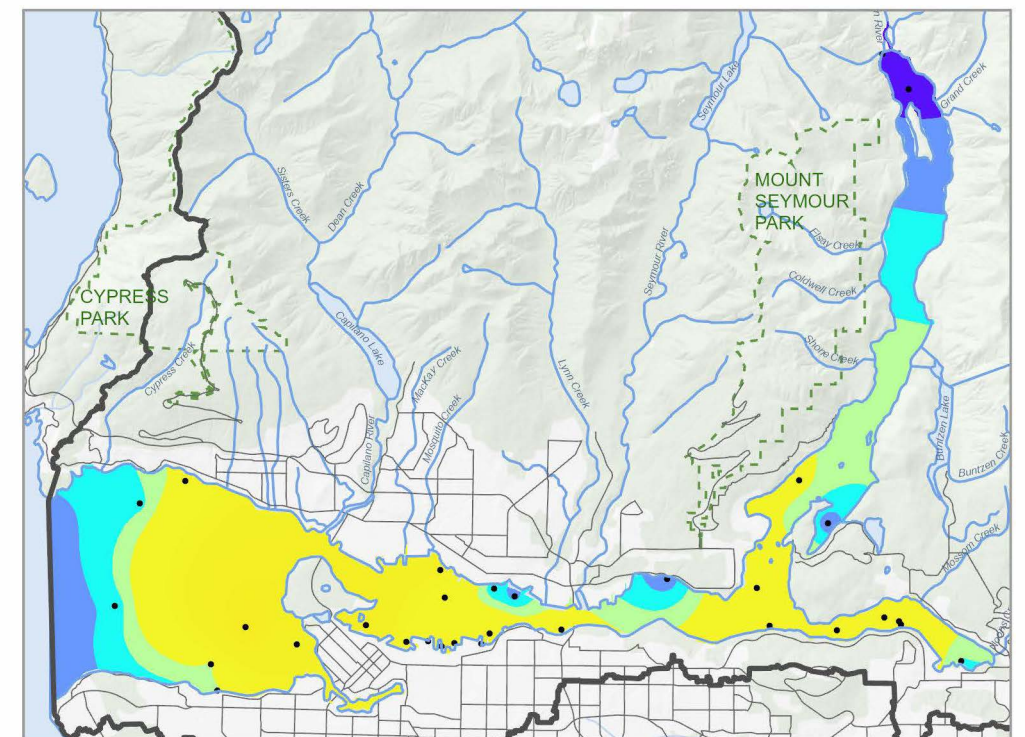 n River
Grand Creek
Seymour Lake
Sisters Creek
Dean Creek
MOUNT
SEYMOUR
PARK
Elsay Creek
Seymour River
Coldwell Creek
CYPRESS
PARK
Capilano Lake
Shone Creek
Cypress Creek
MacKay Creek
Lynn Creek
Mosquito Creek
Buntzen Lake
Capilano River
Buntzen Creek
Mossom Creek